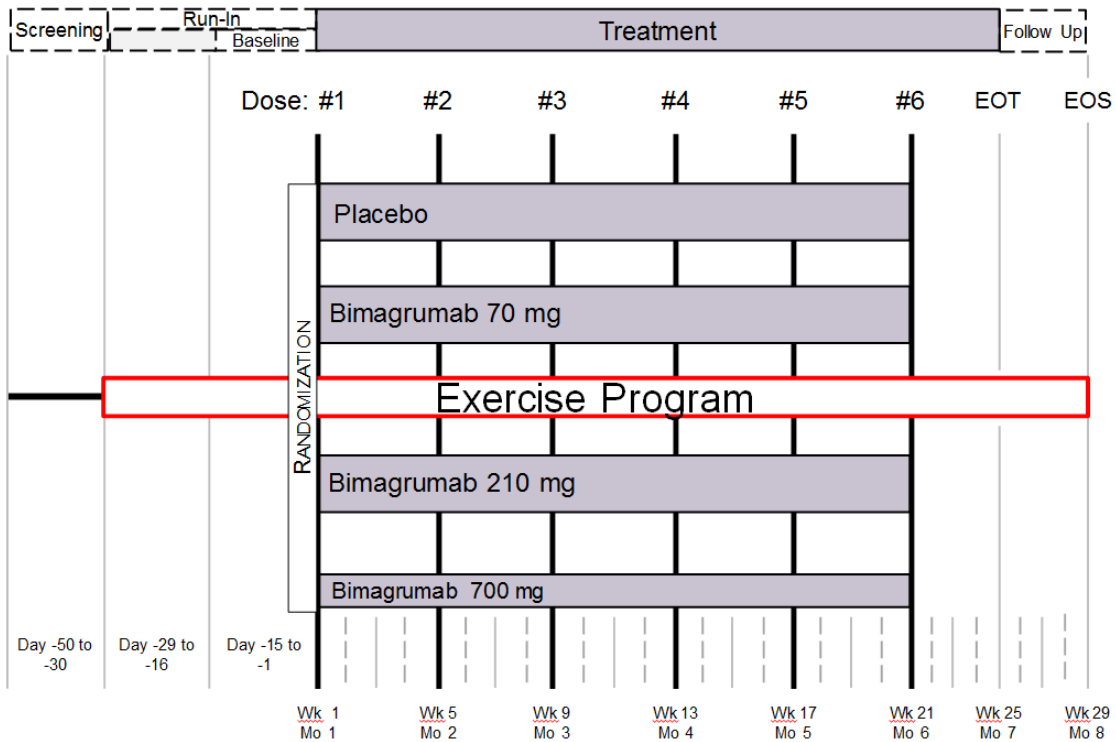 Screening
Run-In
Baseline
Treatment
Follow Up
Dose: #1 #2 #3 #4 #5 #6 EOT EOS
RANDOMIZATION
Placebo
Bimagrumab 70 mg
Exercise Program
Bimagrumab 210 mg
Bimagrumab 700 mg
Day -50 to
-30
Day -29 to
-16
Day -15 to
-1
Wk 1
Mo 1
Wk 5
Mo 2
Wk 9
Mo 3
Wk 13
Mo 4
Wk 17
Mo 5
Wk 21
Mo 6
Wk 25
Mo 7
Wk 29
Mo 8